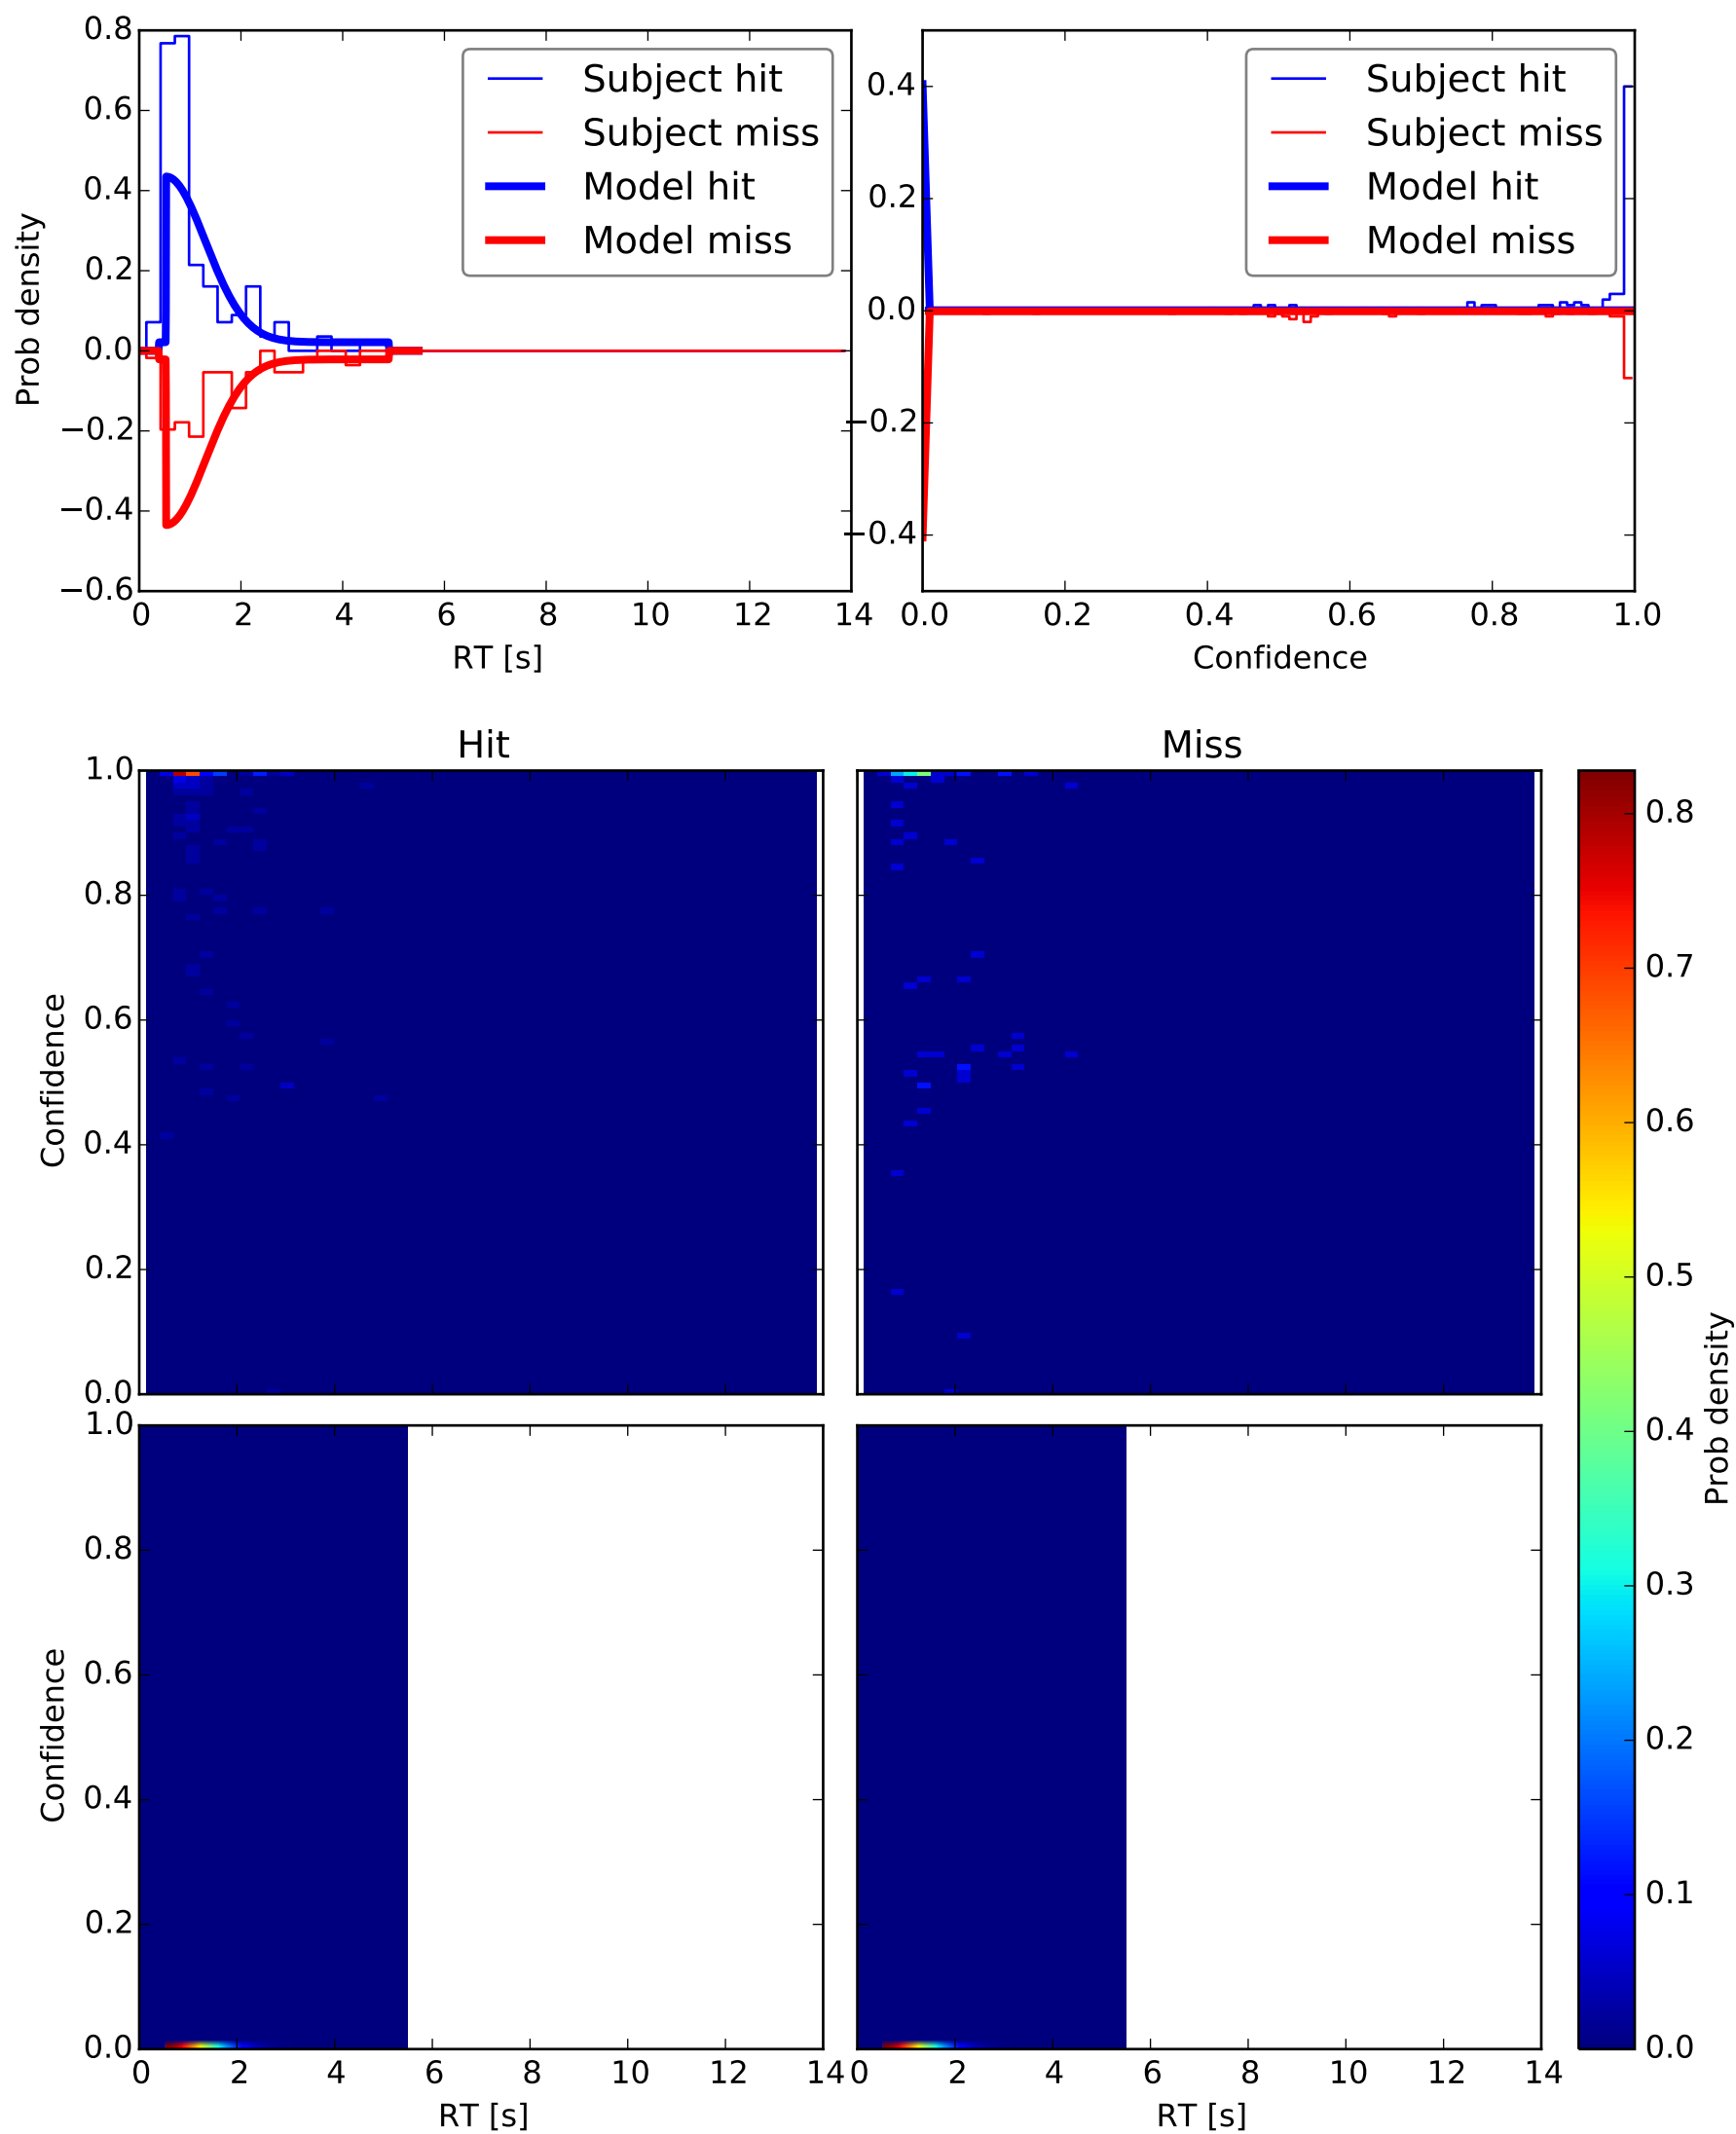 0.8
0.6
0.4
0.2
0.0
−0.2
−0.4
−0.6
Prob density
0 2 4 6 8 10 12 14
RT [s]
Subject hit
Subject miss
Model hit
Model miss
0.4
0.2
0.0
−0.2
−0.4
0.0 0.2 0.4 0.6 0.8 1.0
Confidence
Subject hit
Subject miss
Model hit
Model miss
Hit
1.0
0.8
0.6
0.4
0.2
0.0
Confidence
Miss
1.0
0.8
0.6
0.4
0.2
0.0
Confidence
0 2 4 6 8 10 12 14
RT [s]
0 2 4 6 8 10 12 14
RT [s]
0.8
0.7
0.6
0.5
0.4
0.3
0.2
0.1
0.0
Prob density